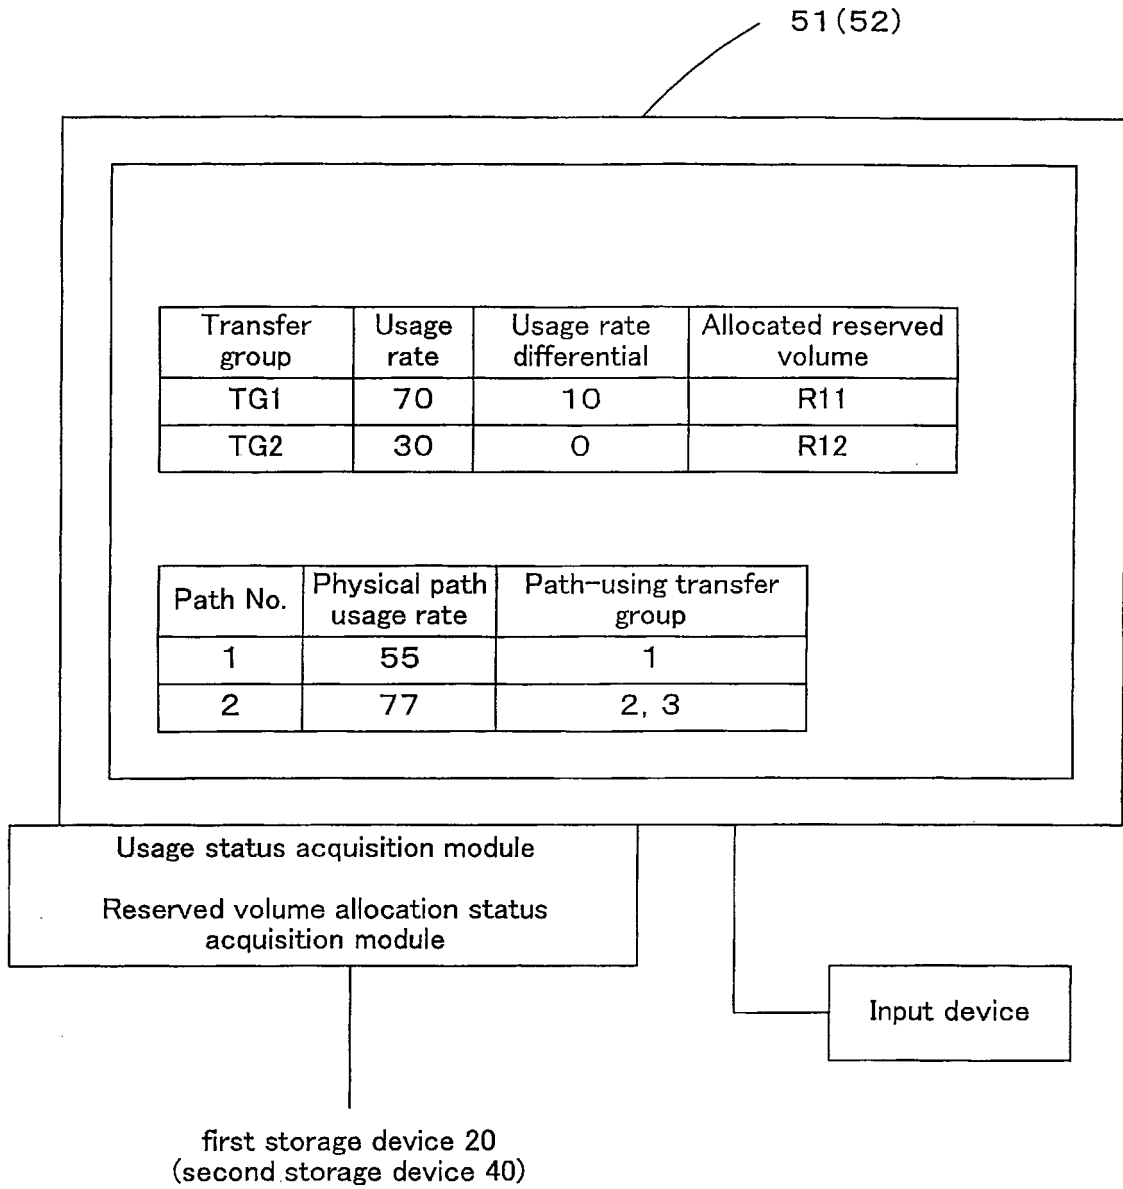 51(52)
Transfer group Usage rate Usage rate differential Allocated reserved volume
TG1 70 10 R11
TG2 30 0 R12
Path No. Physical path usage rate Path-using transfer group
1 55 1
2 77 2, 3
Usage status acquisition module
Reserved volume allocation status
acquisition module
Input device
first storage device 20
(second storage device 40)